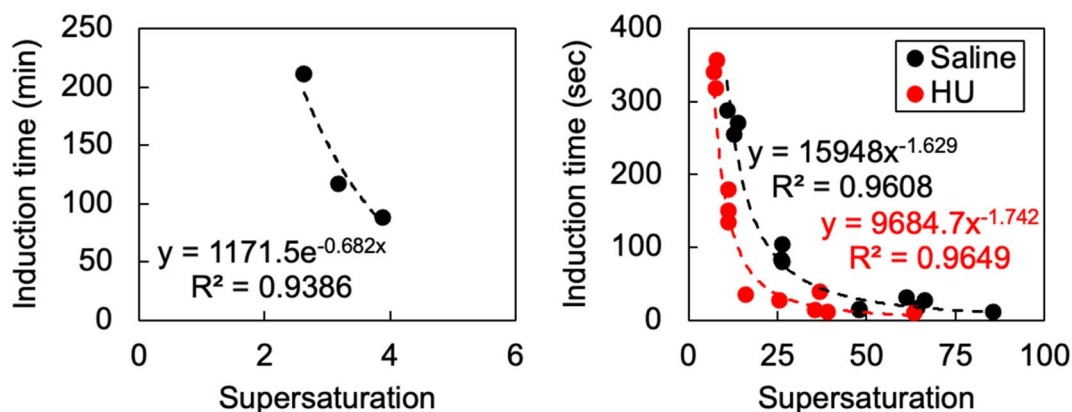 250
200
150
100
50
0
Induction time (min)
y = 1171.5e^-0.682x
R² = 0.9386
0 2 4 6
Supersaturation
400
300
200
100
0
Induction time (sec)
Saline
HU
y = 15948x^-1.629
R² = 0.9608
y = 9684.7x^-1.742
R² = 0.9649
0 25 50 75 100
Supersaturation